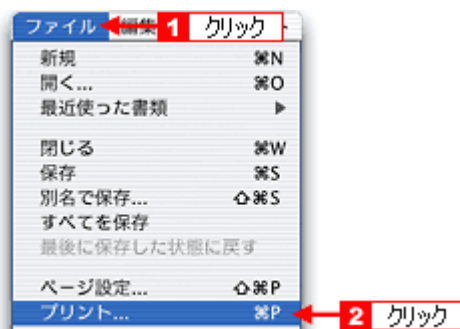 ファイル 編集 1 クリック
新規 ⌘N
開く... ⌘O
最近使った書類 ▶
閉じる ⌘W
保存 ⌘S
別名で保存... ⇧⌘S
すべてを保存
最後に保存した状態に戻す
ページ設定... ⇧⌘P
プリント... ⌘P 2 クリック